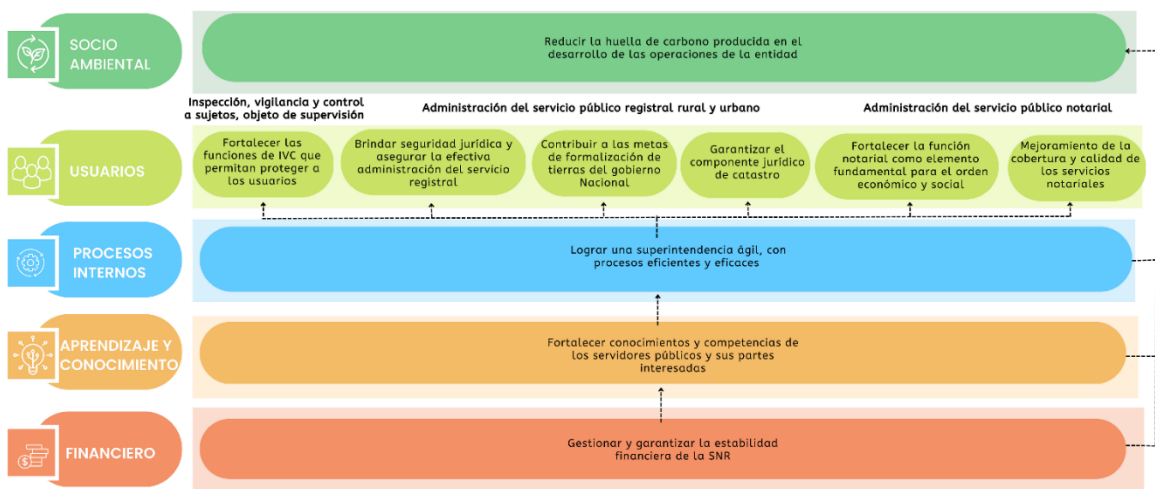 SOCIO
AMBIENTAL
Reducir la huella de carbono producida en el
desarrollo de las operaciones de la entidad
Inspección, vigilancia y control
a sujetos, objeto de supervisión
Administración del servicio público registral rural y urbano
Administración del servicio público notarial
USUARIOS
Fortalecer las
funciones de IVC que
permitan proteger a
los usuarios
Brindar seguridad jurídica y
asegurar la efectiva
administración del servicio
registral
Contribuir a las metas
de formalización de
tierras del gobierno
Nacional
Garantizar el
componente jurídico
de catastro
Fortalecer la función
notarial como elemento
fundamental para el orden
económico y social
Mejoramiento de la
cobertura y calidad de
los servicios
notariales
PROCESOS
INTERNOS
Lograr una superintendencia ágil, con
procesos eficientes y eficaces
APRENDIZAJE Y
CONOCIMIENTO
Fortalecer conocimientos y competencias de
los servidores públicos y sus partes
interesadas
FINANCIERO
Gestionar y garantizar la estabilidad
financiera de la SNR